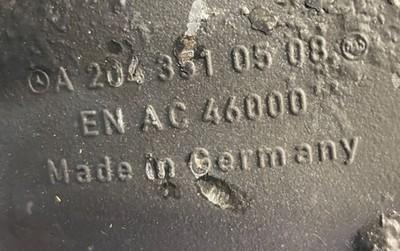 A 204 351 05 08
EN AC 46000
Made in Germany